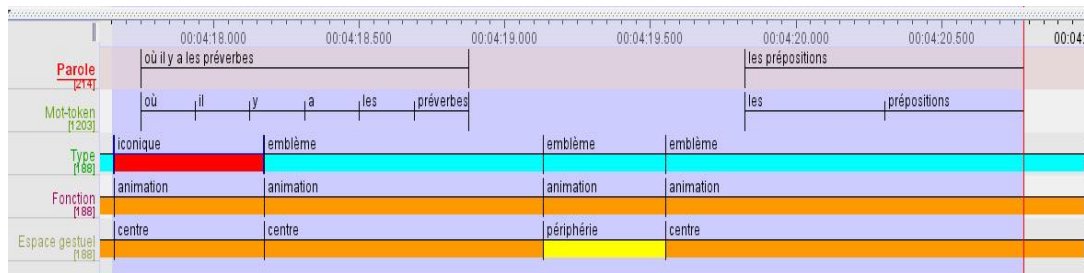 00:04:18.000 00:04:18.500 00:04:19.000 00:04:19.500 00:04:20.000 00:04:20.500 00:04:
Parole où il y a les préverbes les prépositions
[214]
Mot-token où il y a les préverbes les prépositions
[1203]
Type iconique emblème emblème emblème
[188]
Fonction animation animation animation animation
[188]
Espace gestuel centre centre périphérie centre
[188]